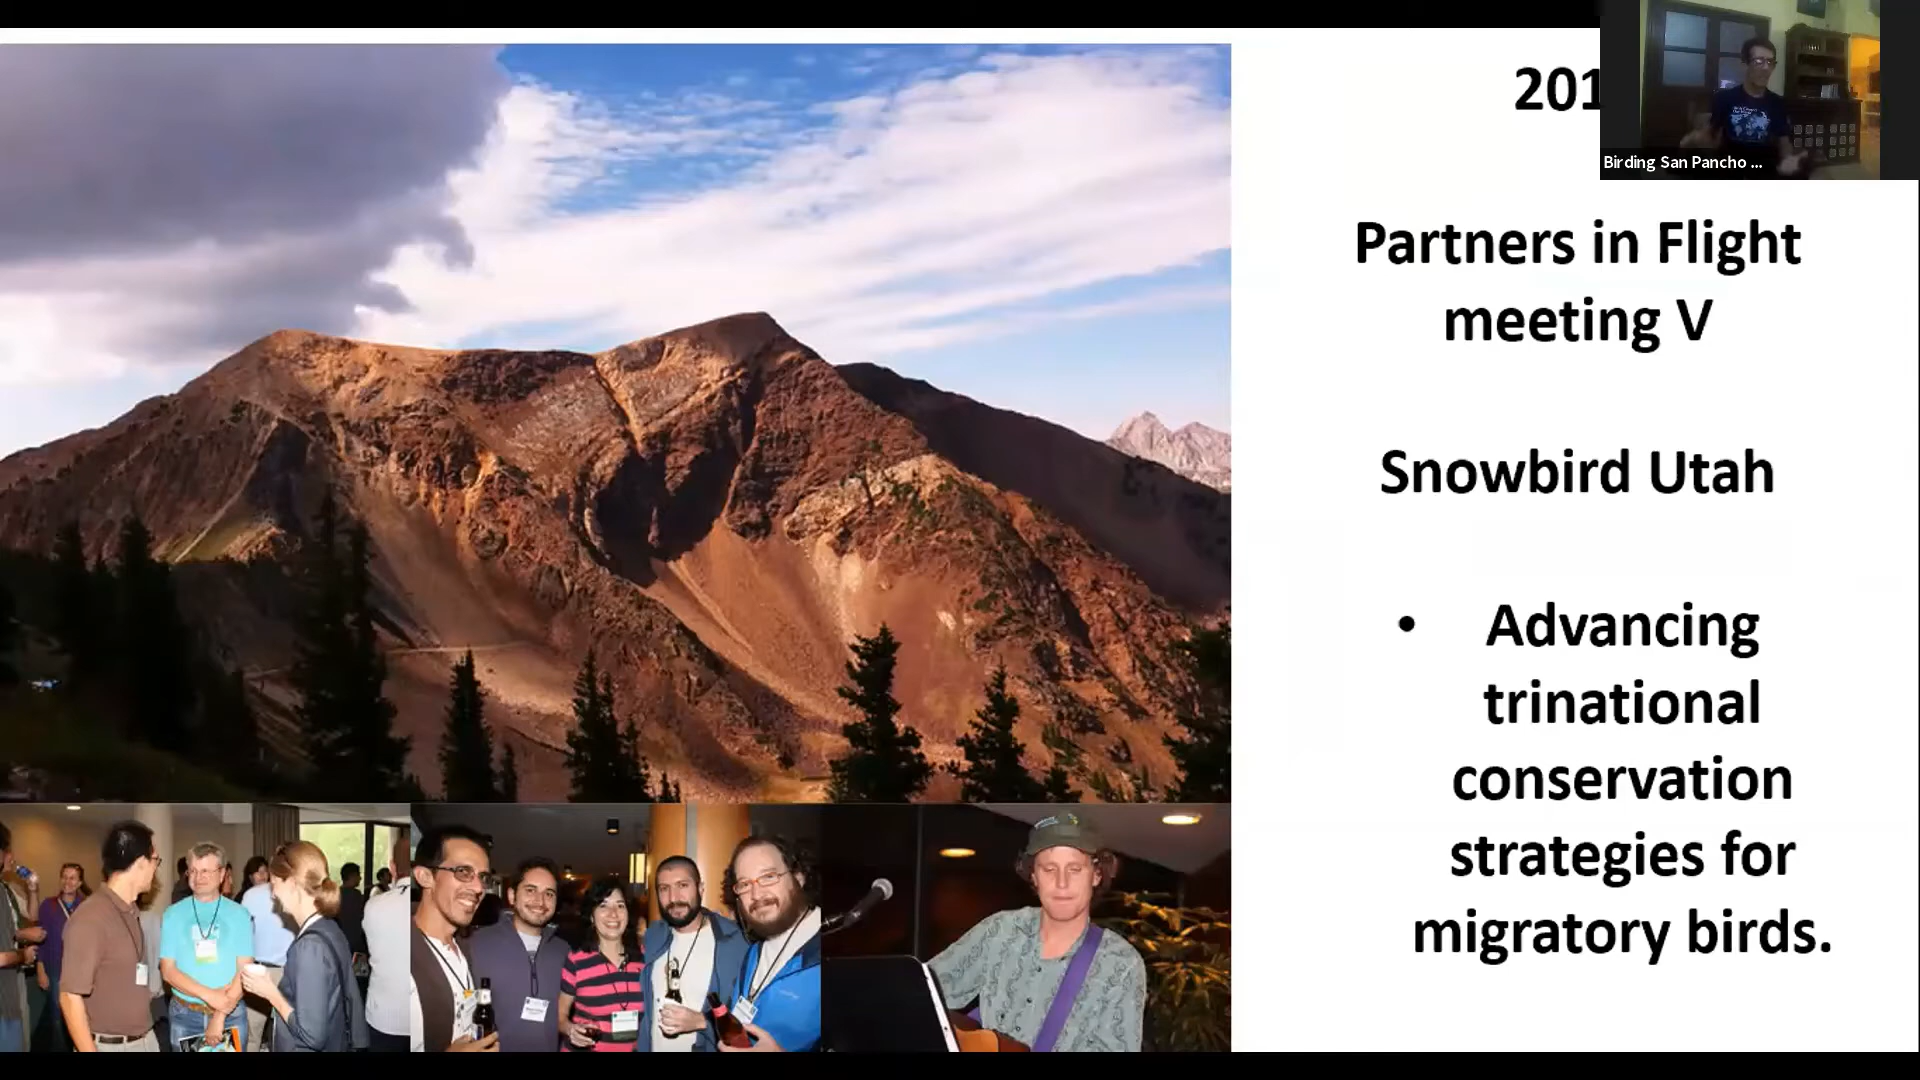 201
Birding San Pancho ...
Partners in Flight
meeting V
Snowbird Utah
• Advancing
trinational
conservation
strategies for
migratory birds.